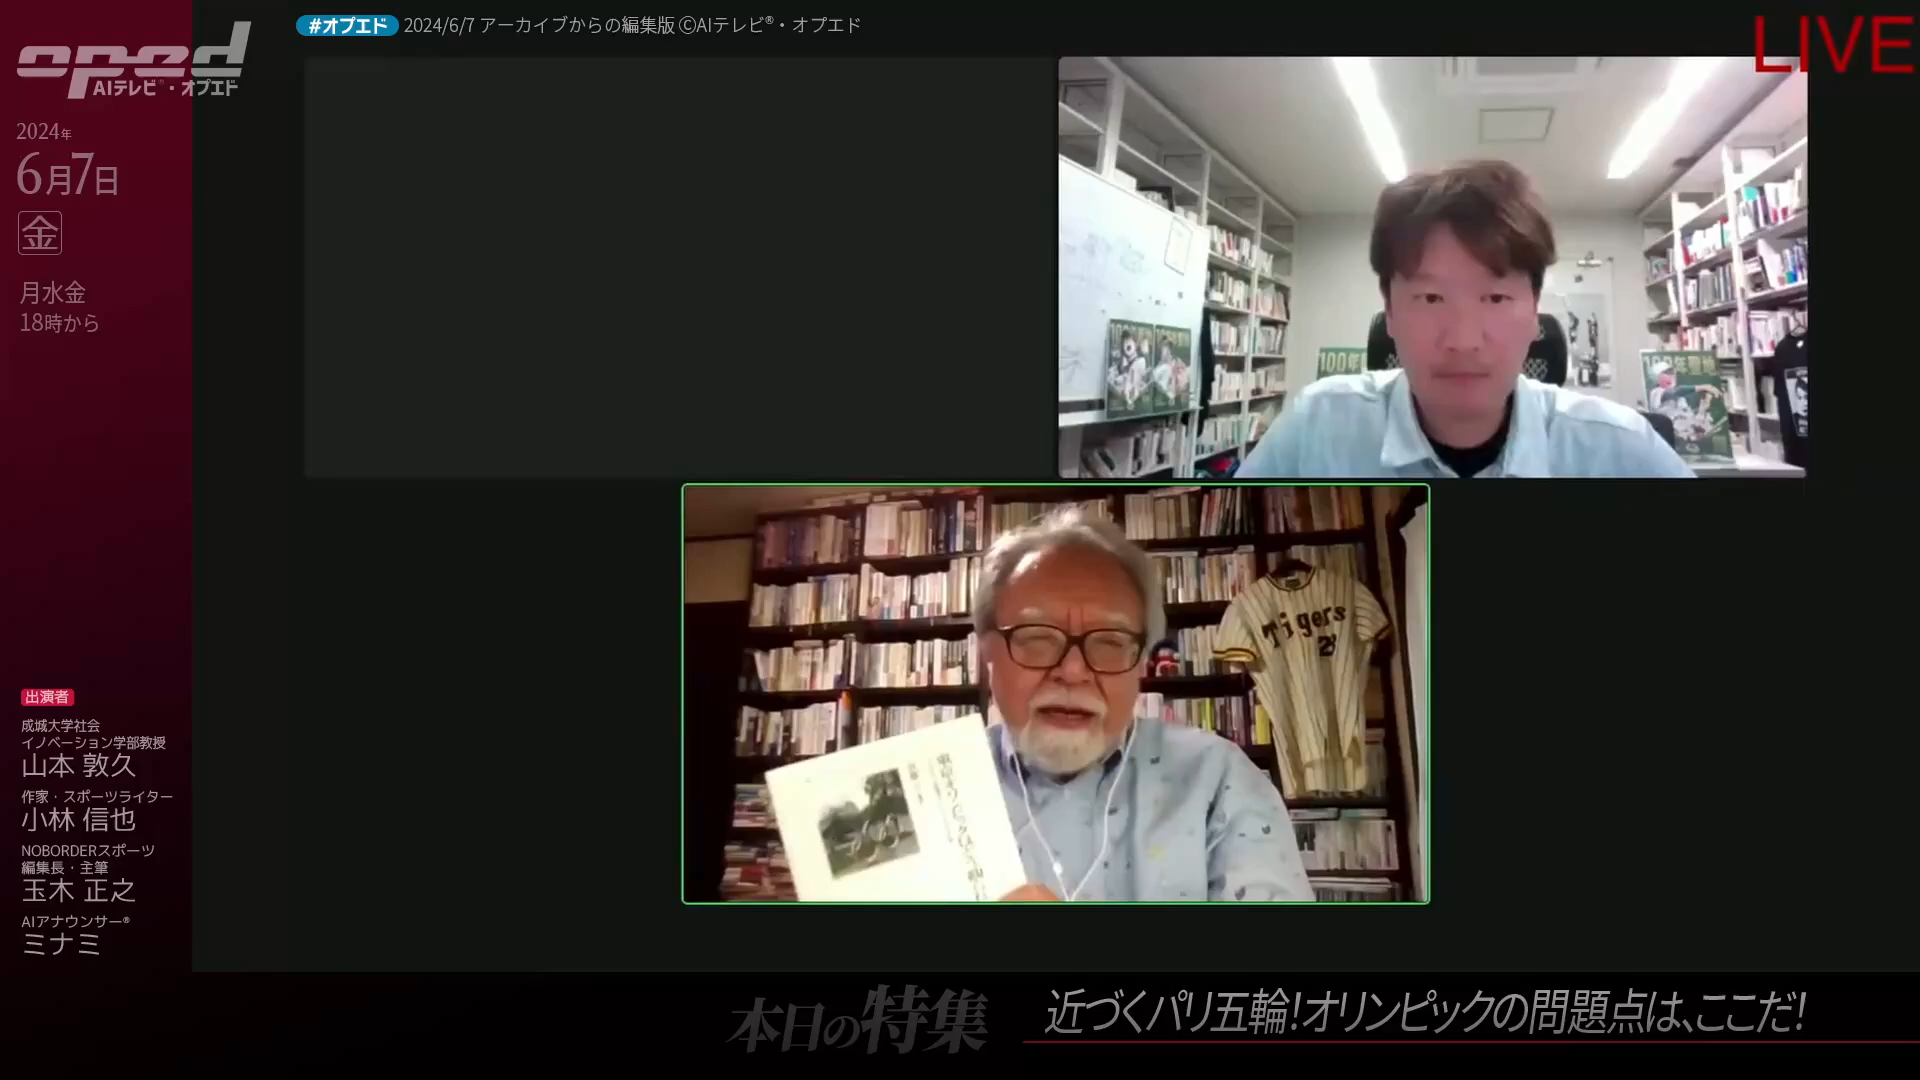 #オプエド 2024/6/7 アーカイブからの編集版 ©AIテレビ®・オプエド
LIVE
oped
AIテレビ®・オプエド
2024年
6月7日
金
月水金
18時から
100年
Tigers
出演者
成城大学社会
イノベーション学部教授
山本 敦久
作家・スポーツライター
小林 信也
NOBORDERスポーツ
編集長・主筆
玉木 正之
AIアナウンサー®
ミナミ
本日の特集
近づくパリ五輪!オリンピックの問題点は、ここだ!